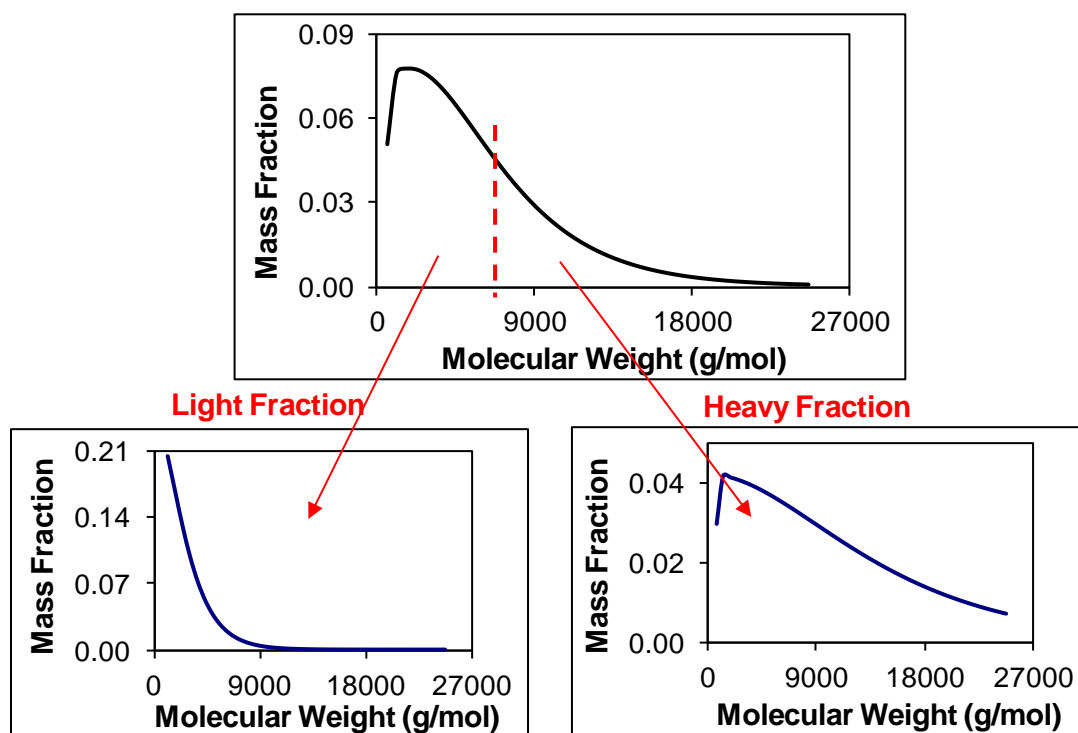 0.09
0.06
0.03
0.00
Mass Fraction
0 9000 18000 27000
Molecular Weight (g/mol)
Light Fraction
Heavy Fraction
0.21
0.14
0.07
0.00
Mass Fraction
0 9000 18000 27000
Molecular Weight (g/mol)
0.04
0.02
0.00
Mass Fraction
0 9000 18000 27000
Molecular Weight (g/mol)